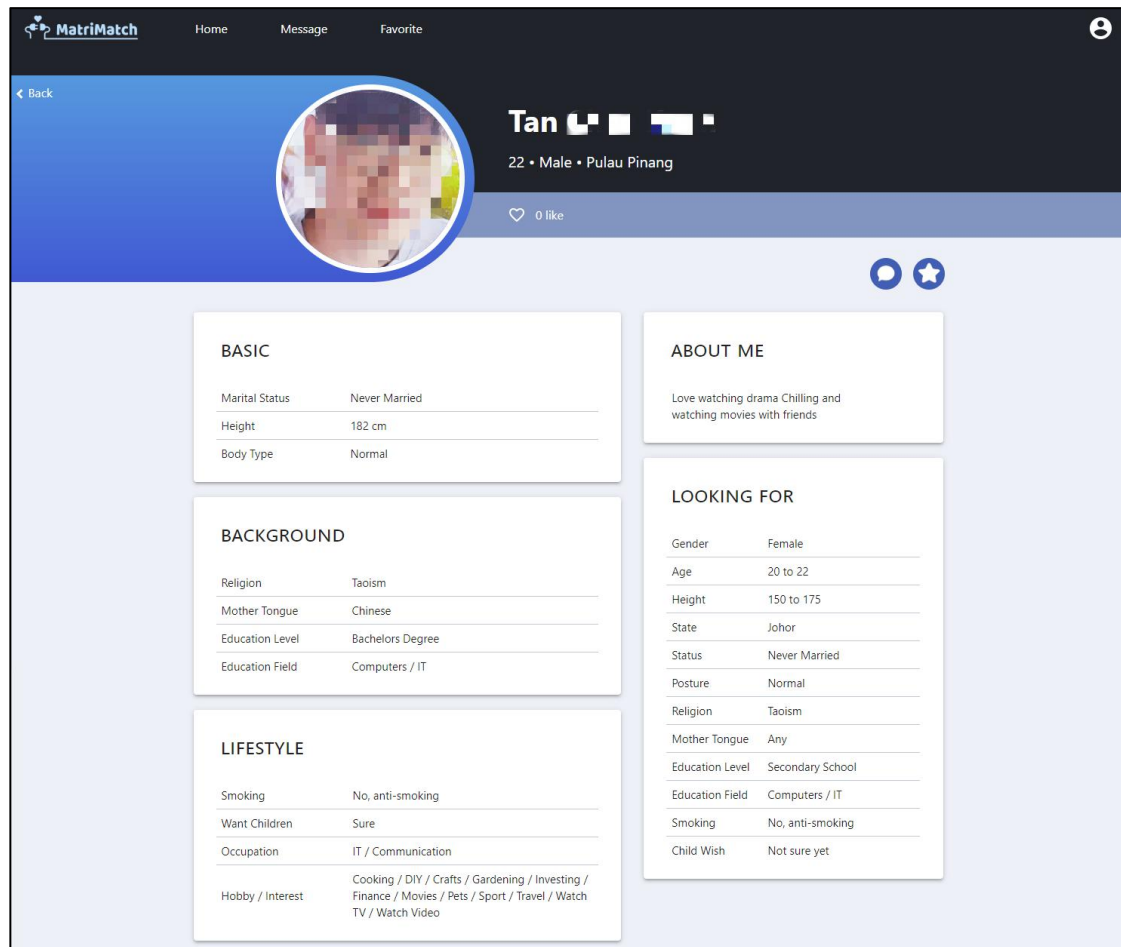 MatriMatch Home Message Favorite
Back
Tan
22 • Male • Pulau Pinang
0 like
BASIC
Marital Status Never Married
Height 182 cm
Body Type Normal
BACKGROUND
Religion Taoism
Mother Tongue Chinese
Education Level Bachelors Degree
Education Field Computers / IT
LIFESTYLE
Smoking No, anti-smoking
Want Children Sure
Occupation IT / Communication
Hobby / Interest Cooking / DIY / Crafts / Gardening / Investing /
Finance / Movies / Pets / Sport / Travel / Watch
TV / Watch Video
ABOUT ME
Love watching drama Chilling and
watching movies with friends
LOOKING FOR
Gender Female
Age 20 to 22
Height 150 to 175
State Johor
Status Never Married
Posture Normal
Religion Taoism
Mother Tongue Any
Education Level Secondary School
Education Field Computers / IT
Smoking No, anti-smoking
Child Wish Not sure yet